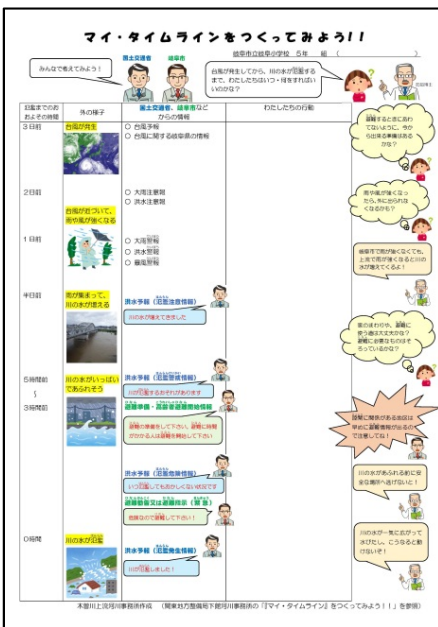 マイ・タイムラインをつくってみよう！！
岐阜市立岐阜小学校　５年　組　（　　　）
みんなで考えてみよう！
国土交通省
岐阜市
台風が発生してから、川の水が氾濫する
まで、わたしたちはいつ・何をすればい
いのかな？
氾濫までのお
およその時間
外の様子
国土交通省、岐阜市など
からの情報
わたしたちの行動
３日前
台風が発生
○ 台風予報
○ 台風に関する岐阜県の情報
避難するときにあわ
てないように、今か
ら出来る準備はある
かな？
２日前
台風が近づいて、
雨や風が強くなる
○ 大雨注意報
○ 洪水注意報
雨や風が強くなっ
たら、外に出られな
くなるかも？
１日前
○ 大雨警報
○ 洪水警報
○ 暴風警報
岐阜市で雨が強くなくても、
上流で雨が強くなると川の
水が増えてくるよ！
半日前
雨が集まって、
川の水が増える
洪水予報（氾濫注意情報）
川の水が増えてきました
家のまわりや、避難に
使う道は大丈夫かな？
避難に必要なものはそ
ろっているかな？
５時間前
～
３時間前
川の水がいっぱい
であふれそう
洪水予報（氾濫警戒情報）
川が氾濫するおそれがあります
避難準備・高齢者避難開始情報
避難の準備をして下さい、避難に時間
がかかる人は避難を開始して下さい
早めに避難情報が出るの
で注意してね！
洪水予報（氾濫危険情報）
いつ氾濫してもおかしくない状況です
避難勧告又は避難指示（緊急）
危険なので避難して下さい！
川の水があふれる前に安
全な場所へ逃げないと！
０時間
川の水が氾濫
洪水予報（氾濫発生情報）
川が氾濫しました！
川の水が一気に広がって
水びたし。こうなると動
けないぞ！
木曽川上流河川事務所作成　（関東地方整備局下館河川事務所の「『マイ・タイムライン』をつくってみよう！！」を参照）